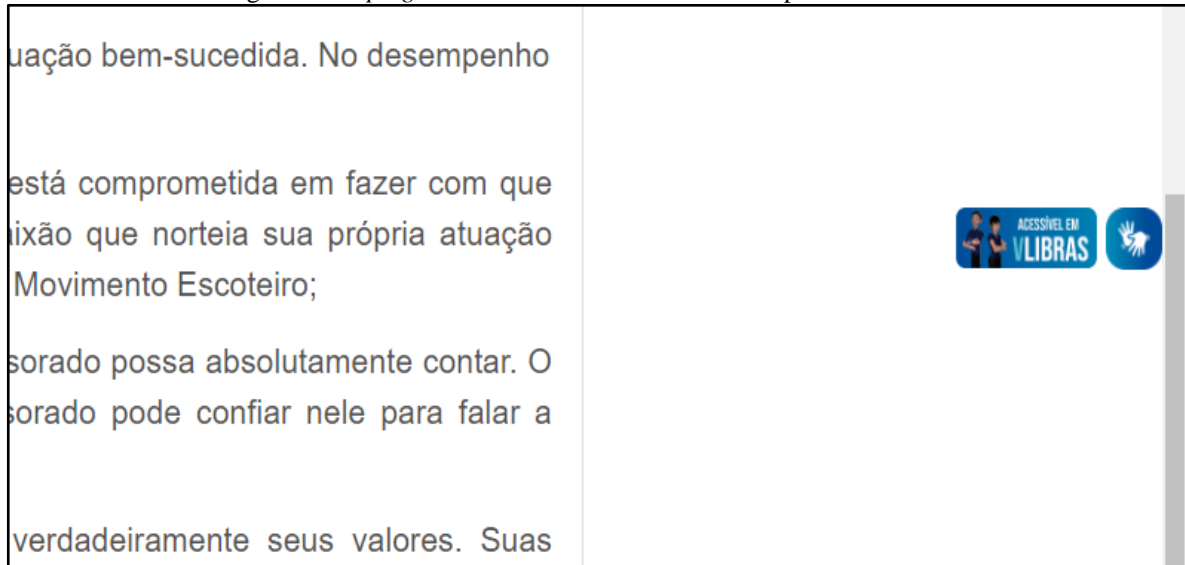 uação bem-sucedida. No desempenho
está comprometida em fazer com que
ixão que norteia sua própria atuação
Movimento Escoteiro;
ACESSÍVEL EM
VLIBRAS
sorado possa absolutamente contar. O
sorado pode confiar nele para falar a
verdadeiramente seus valores. Suas